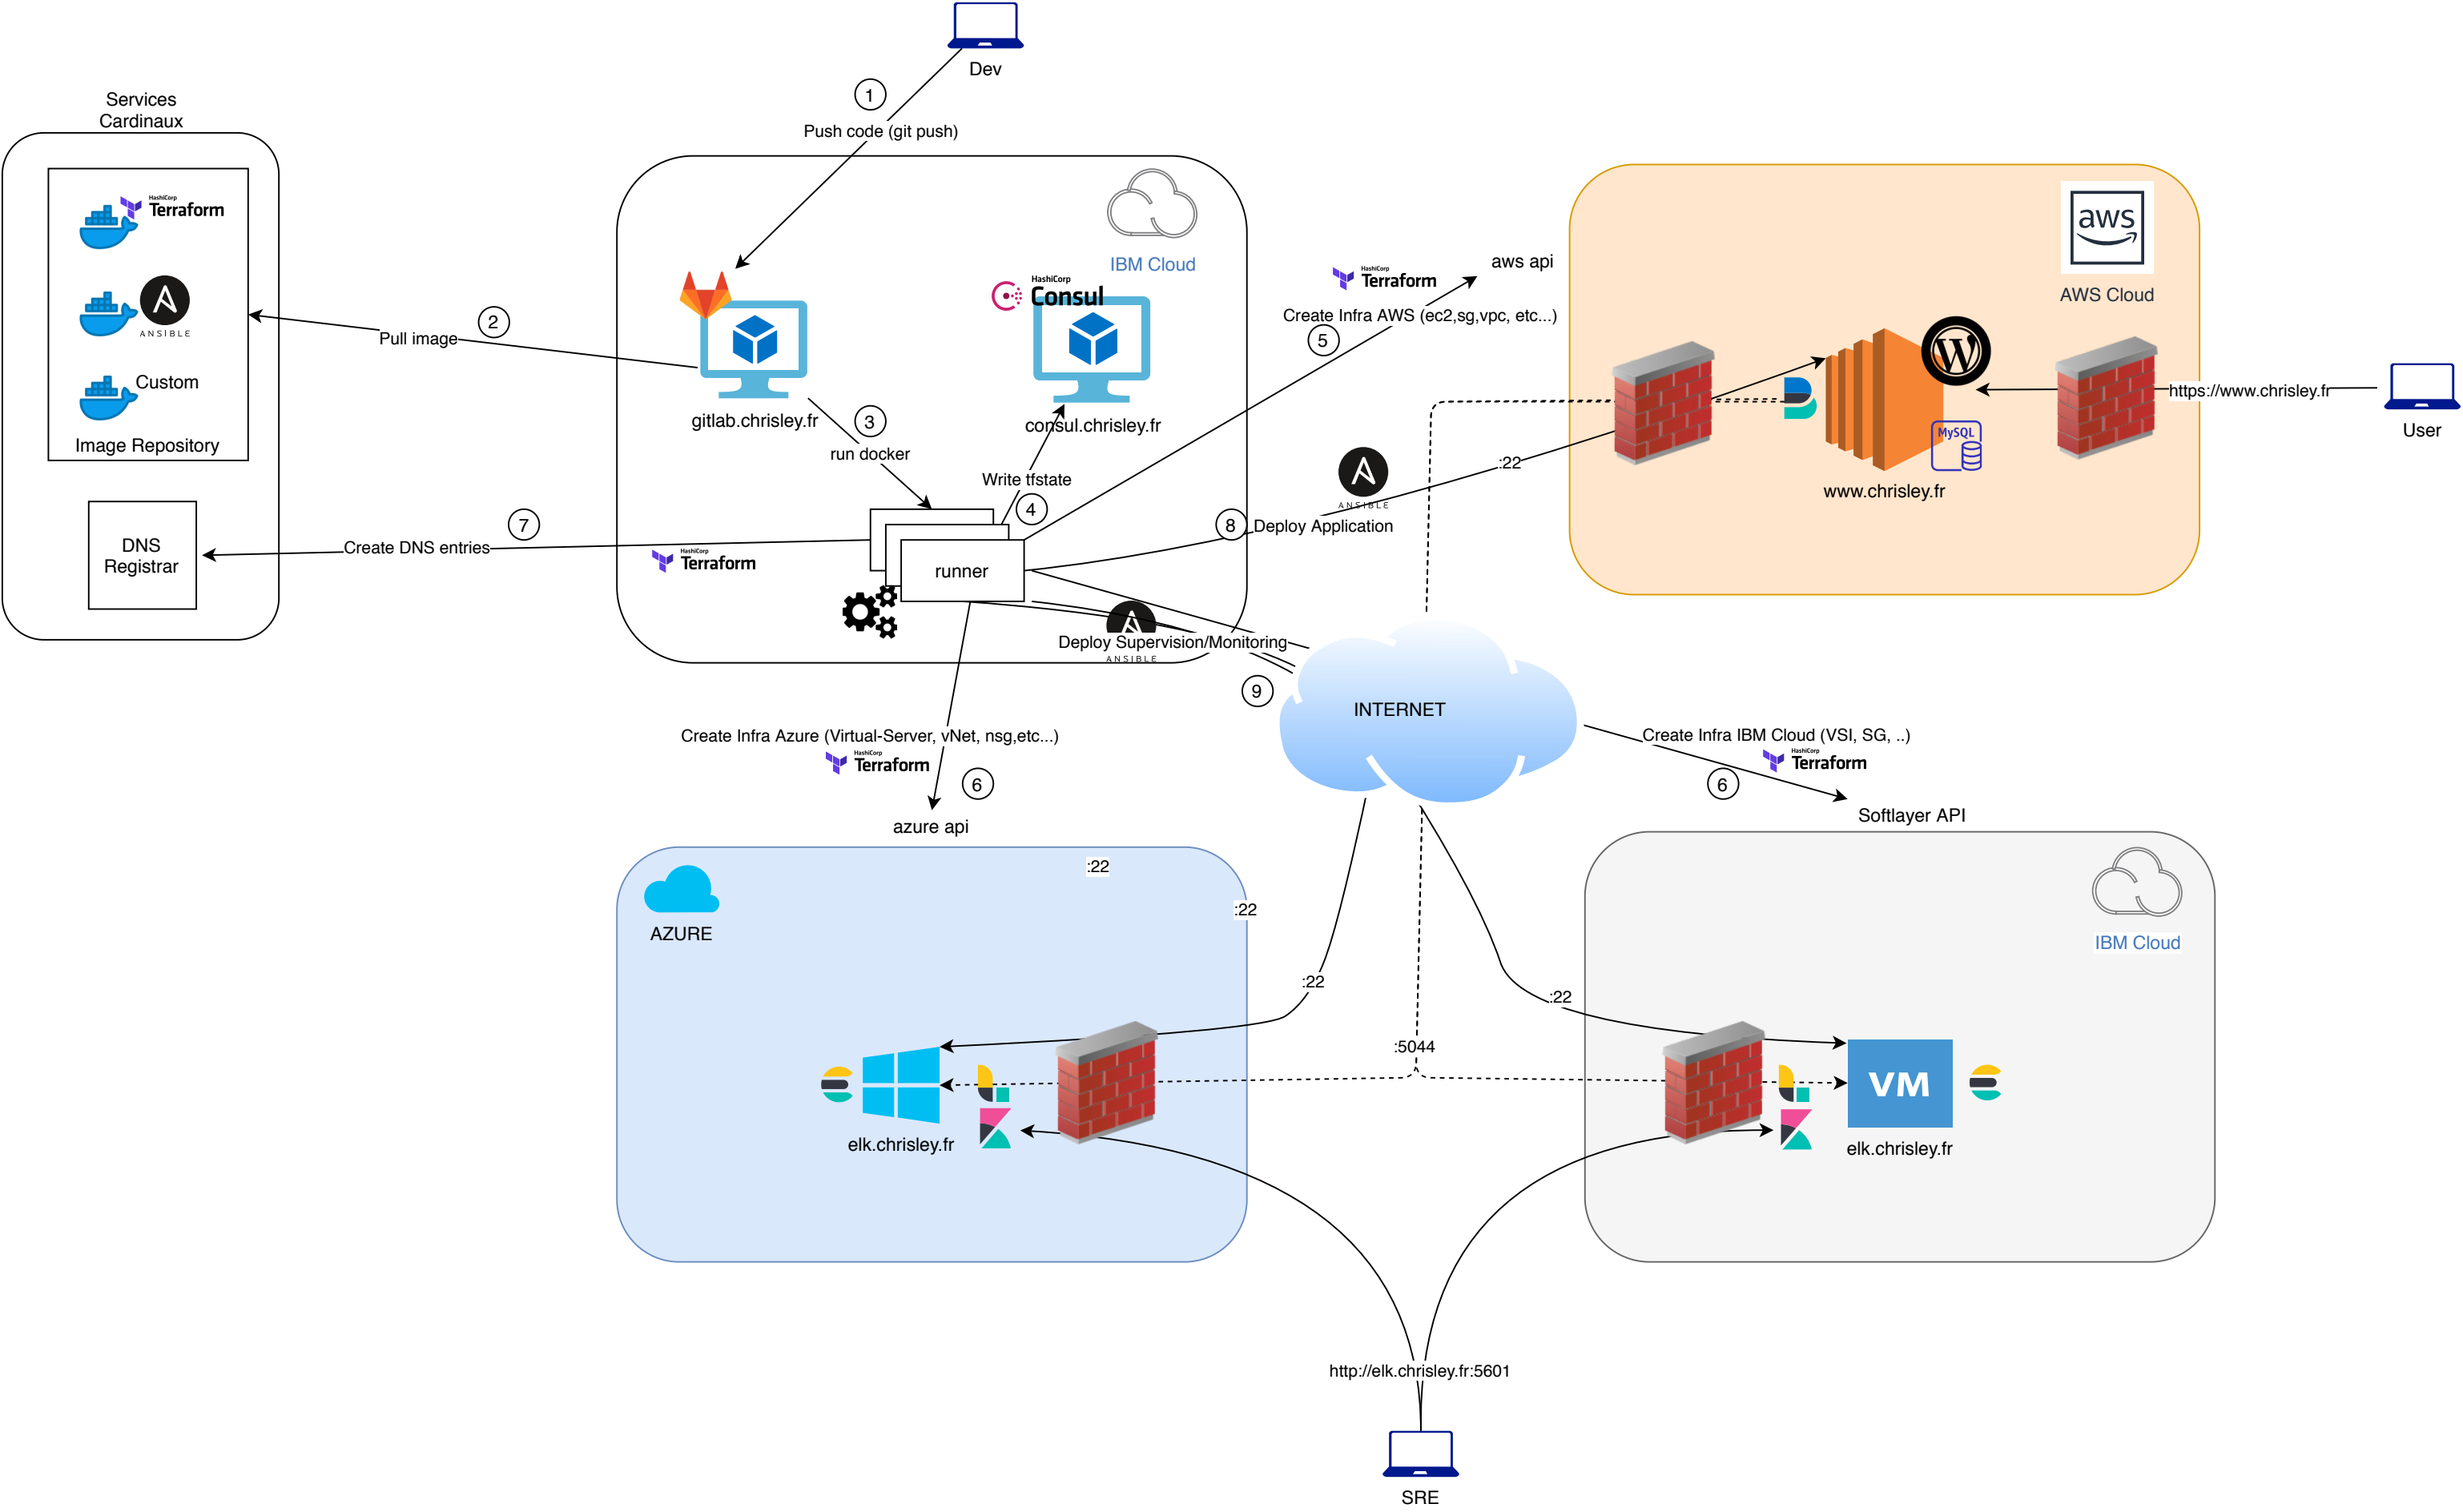 Dev
1
Push code (git push)
Services
Cardinaux
HashiCorp
Terraform
ANSIBLE
Custom
Image Repository
DNS
Registrar
2
Pull image
7
Create DNS entries
IBM Cloud
HashiCorp
Consul
gitlab.chrisley.fr
consul.chrisley.fr
3
run docker
Write tfstate
4
runner
HashiCorp
Terraform
HashiCorp
Terraform
aws api
Create Infra AWS (ec2,sg,vpc, etc...)
5
ANSIBLE
:22
8
Deploy Application
aws
AWS Cloud
W
MySQL
www.chrisley.fr
https://www.chrisley.fr
User
Deploy Supervision/Monitoring
ANSIBLE
9
INTERNET
Create Infra Azure (Virtual-Server, vNet, nsg,etc...)
HashiCorp
Terraform
6
azure api
Create Infra IBM Cloud (VSI, SG, ..)
HashiCorp
Terraform
6
Softlayer API
AZURE
:22
:22
:22
:22
:5044
IBM Cloud
VM
elk.chrisley.fr
elk.chrisley.fr
http://elk.chrisley.fr:5601
SRE